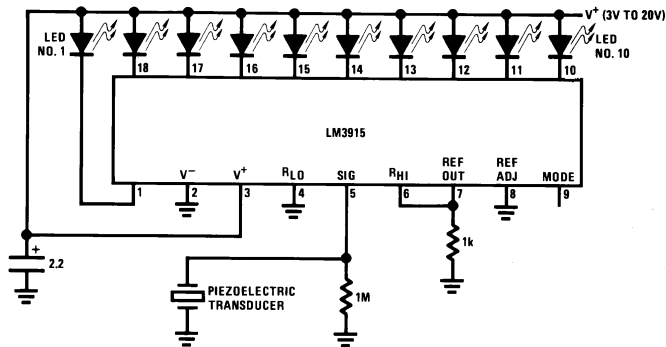 V+ (3V TO 20V)
LED
NO. 1
LED
NO. 10
18
17
16
15
14
13
12
11
10
LM3915
V−
V+
RLO
SIG
RHI
REF
OUT
REF
ADJ
MODE
1
2
3
4
5
6
7
8
9
+
2.2
PIEZOELECTRIC
TRANSDUCER
1M
1k